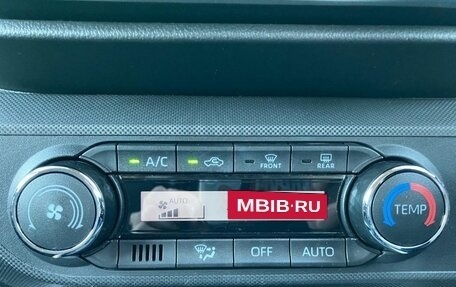 A/C
FRONT
REAR
AUTO
MBIB.RU
TEMP
OFF
AUTO